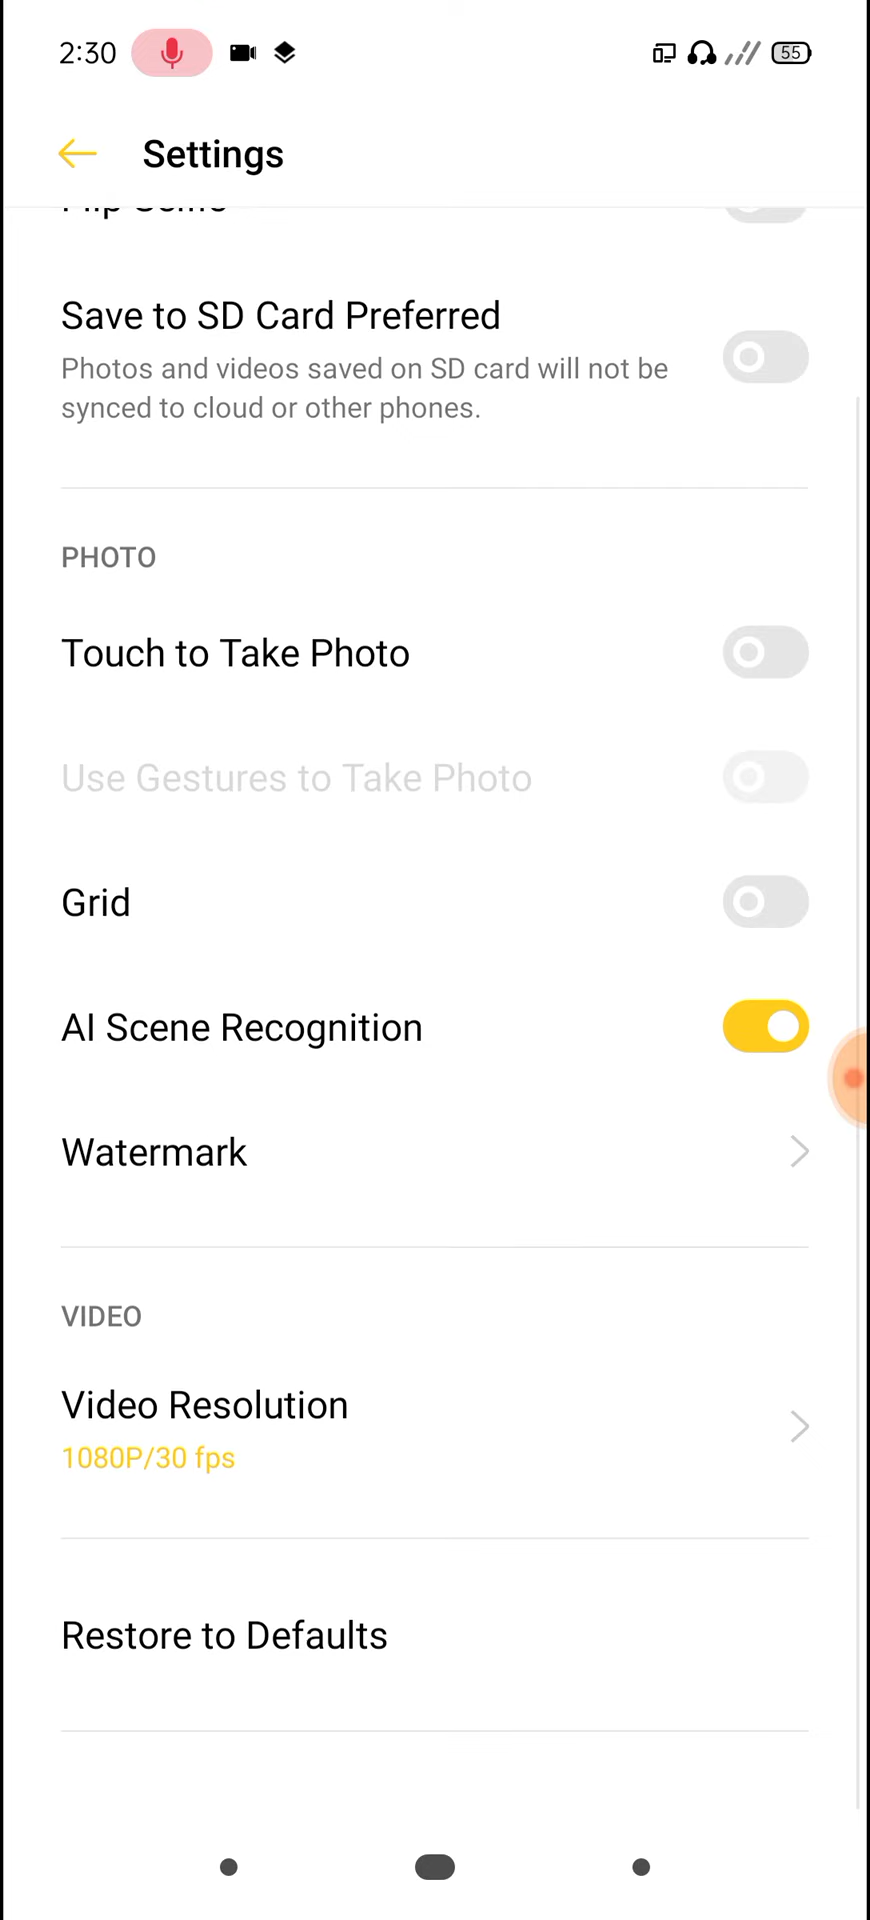 2:30
55
Settings
Save to SD Card Preferred
Photos and videos saved on SD card will not be
synced to cloud or other phones.
PHOTO
Touch to Take Photo
Use Gestures to Take Photo
Grid
AI Scene Recognition
Watermark
VIDEO
Video Resolution
1080P/30 fps
Restore to Defaults